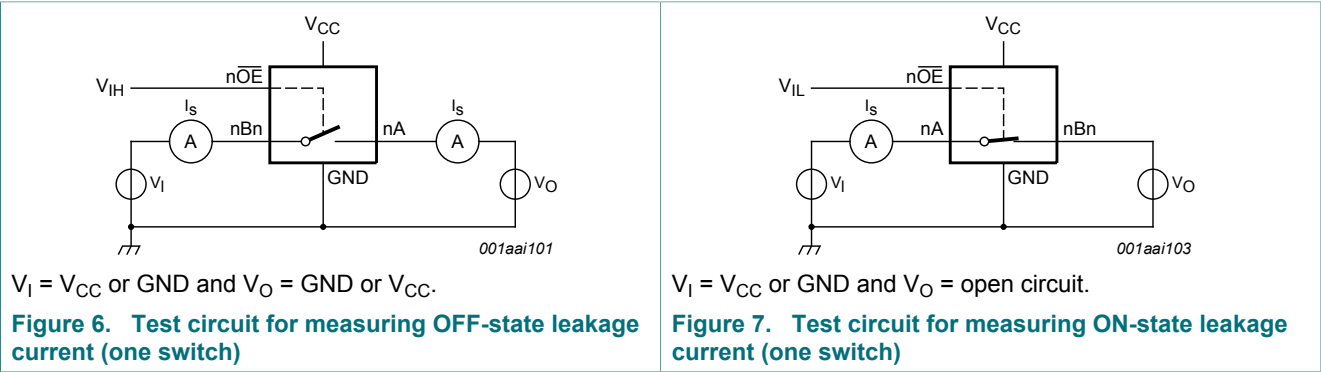 VCC
nOE
VIH
IS
IS
nBn
nA
A
A
GND
VI
VO
001aai101
VI = VCC or GND and VO = GND or VCC.
Figure 6. Test circuit for measuring OFF-state leakage
current (one switch)
VCC
nOE
VIL
IS
nA
nBn
A
GND
VI
VO
001aai103
VI = VCC or GND and VO = open circuit.
Figure 7. Test circuit for measuring ON-state leakage
current (one switch)